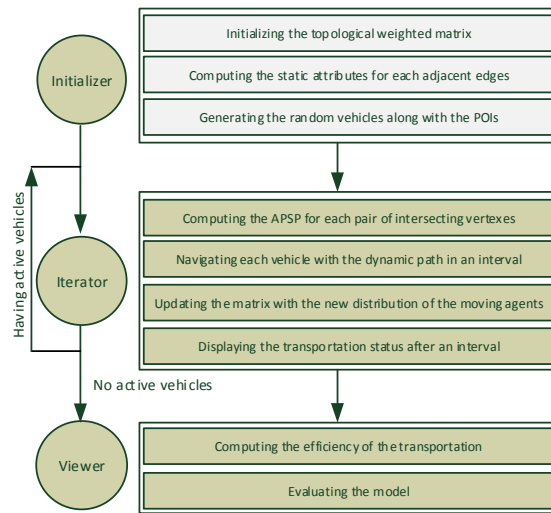 Initializer
Initializing the topological weighted matrix
Computing the static attributes for each adjacent edges
Generating the random vehicles along with the POIs
Having active vehicles
Iterator
Computing the APSP for each pair of intersecting vertexes
Navigating each vehicle with the dynamic path in an interval
Updating the matrix with the new distribution of the moving agents
Displaying the transportation status after an interval
No active vehicles
Viewer
Computing the efficiency of the transportation
Evaluating the model